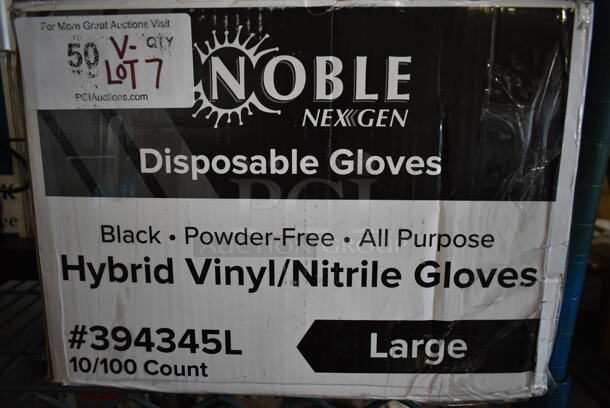 For More Great Auctions Visit
50 V- QTY
LOT 7
PCIAuctions.com
NOBLE
NEXGEN
Disposable Gloves
PCI
Black • Powder-Free • All Purpose
Hybrid Vinyl/Nitrile Gloves
#394345L
10/100 Count
Large